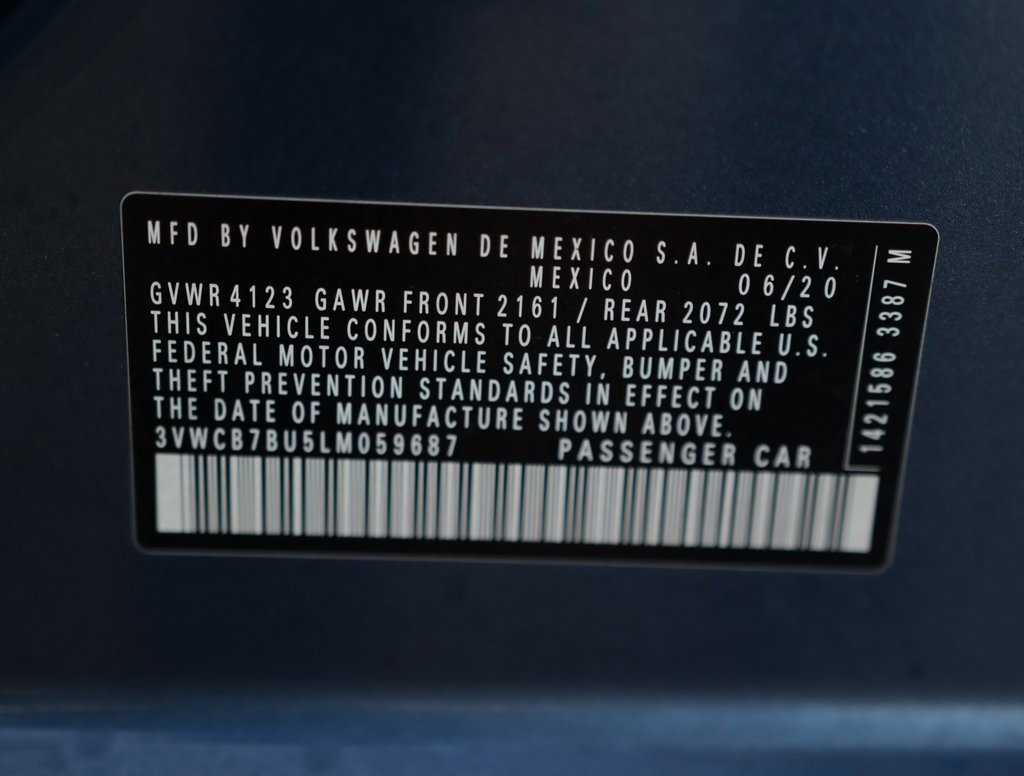 MFD BY VOLKSWAGEN DE MEXICO S.A. DE C.V.
MEXICO 06/20
GVWR 4123 GAWR FRONT 2161 / REAR 2072 LBS
THIS VEHICLE CONFORMS TO ALL APPLICABLE U.S.
FEDERAL MOTOR VEHICLE SAFETY, BUMPER AND
THEFT PREVENTION STANDARDS IN EFFECT ON
THE DATE OF MANUFACTURE SHOWN ABOVE.
3VWCB7BU5LM059687 PASSENGER CAR
1421586 3387 M